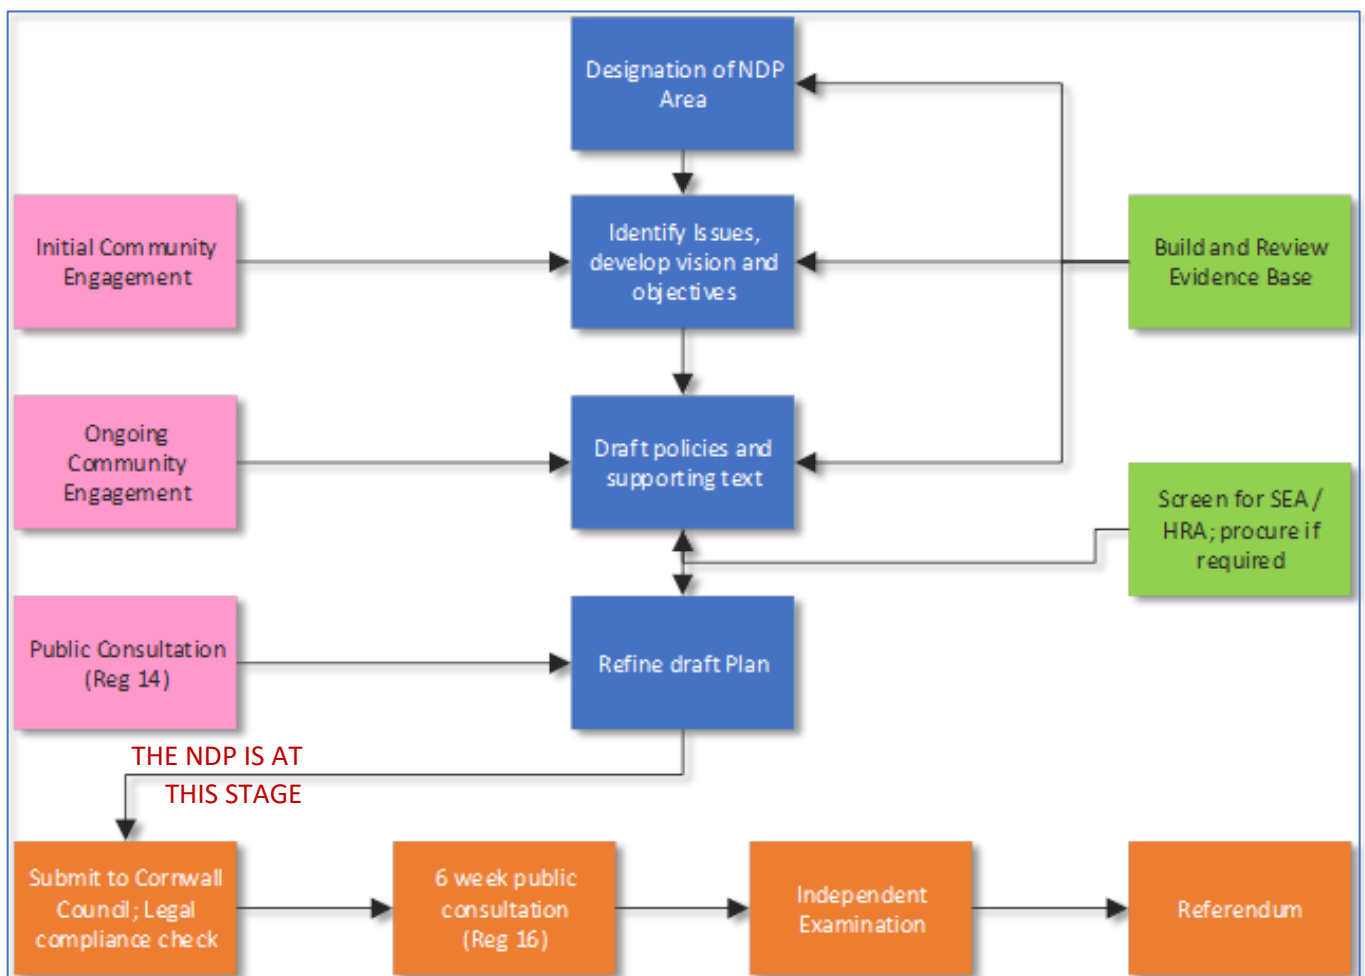 Designation of NDP
Area
Initial Community
Engagement
Identify Issues,
develop vision and
objectives
Build and Review
Evidence Base
Ongoing
Community
Engagement
Draft policies and
supporting text
Screen for SEA /
HRA; procure if
required
Public Consultation
(Reg 14)
Refine draft Plan
THE NDP IS AT
THIS STAGE
Submit to Cornwall
Council; Legal
compliance check
6 week public
consultation
(Reg 16)
Independent
Examination
Referendum